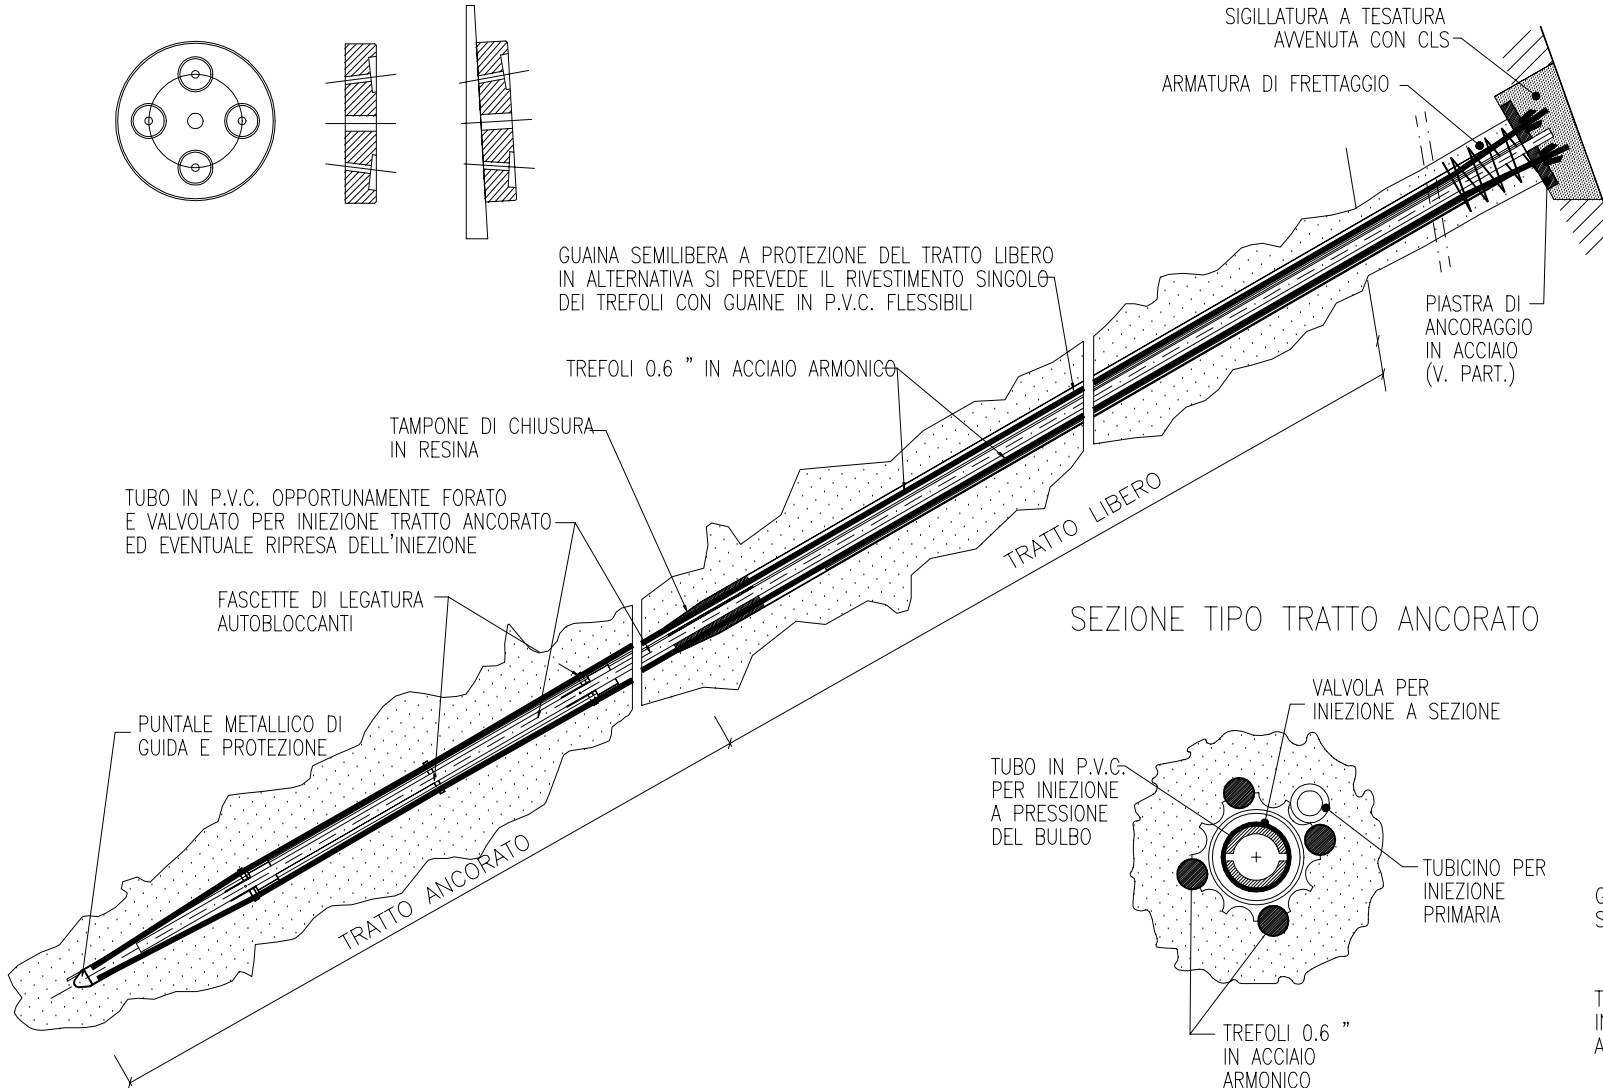 SIGILLATURA A TESATURA
AVVENUTA CON CLS
ARMATURA DI FRETTAGGIO
GUAINA SEMILIBERA A PROTEZIONE DEL TRATTO LIBERO
IN ALTERNATIVA SI PREVEDE IL RIVESTIMENTO SINGOLO
DEI TREFOLI CON GUAINE IN P.V.C. FLESSIBILI
PIASTRA DI
ANCORAGGIO
IN ACCIAIO
(V. PART.)
TREFOLI 0.6 " IN ACCIAIO ARMONICO
TAMPONE DI CHIUSURA
IN RESINA
TUBO IN P.V.C. OPPORTUNAMENTE FORATO
E VALVOLATO PER INIEZIONE TRATTO ANCORATO
ED EVENTUALE RIPRESA DELL'INIEZIONE
TRATTO LIBERO
FASCETTE DI LEGATURA
AUTOBLOCCANTI
PUNTALE METALLICO DI
GUIDA E PROTEZIONE
TRATTO ANCORATO
SEZIONE TIPO TRATTO ANCORATO
VALVOLA PER
INIEZIONE A SEZIONE
TUBO IN P.V.C.
PER INIEZIONE
A PRESSIONE
DEL BULBO
TUBICINO PER
INIEZIONE
PRIMARIA
TREFOLI 0.6 "
IN ACCIAIO
ARMONICO